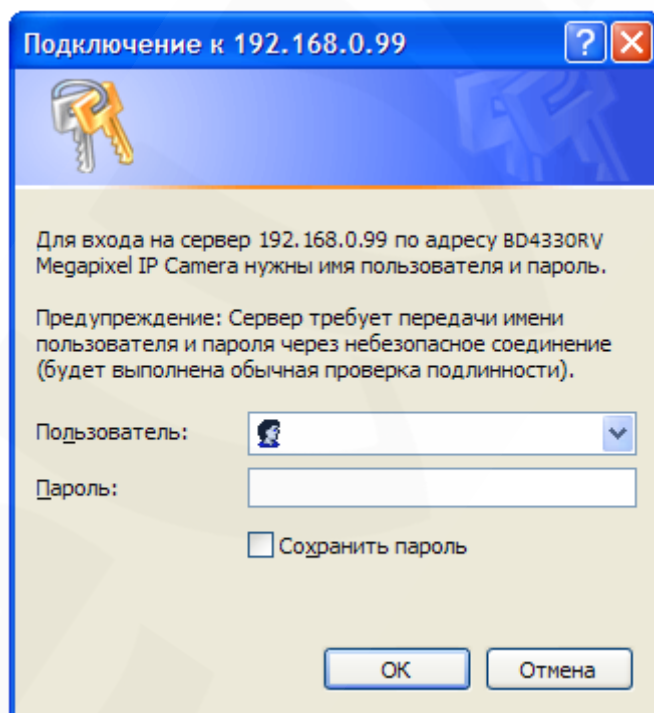 Подключение к 192.168.0.99
Для входа на сервер 192.168.0.99 по адресу BD4330RV
Megapixel IP Camera нужны имя пользователя и пароль.
Предупреждение: Сервер требует передачи имени
пользователя и пароля через небезопасное соединение
(будет выполнена обычная проверка подлинности).
Пользователь:
Пароль:
Сохранить пароль
ОК
Отмена